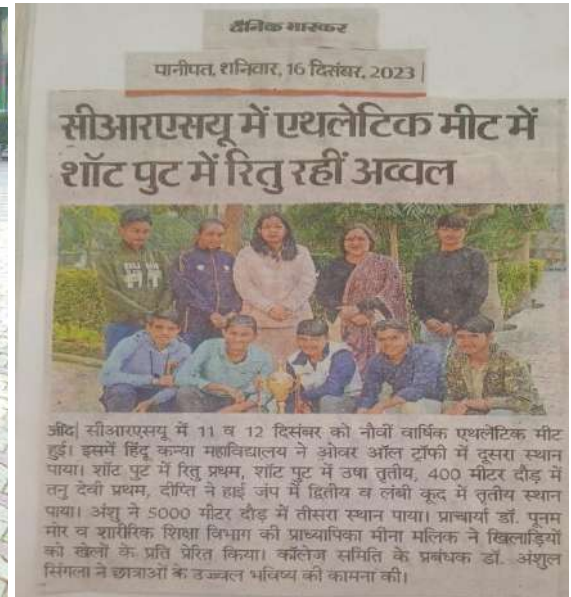 दैनिक भास्कर
पानीपत, शनिवार, 16 दिसंबर, 2023
सीआरएसयू में एथलेटिक मीट में
शॉट पुट में रितु रहीं अव्वल
जींद| सीआरएसयू में 11 व 12 दिसंबर को नौवीं वार्षिक एथलेटिक मीट
हुई। इसमें हिंदू कन्या महाविद्यालय ने ओवर ऑल ट्रॉफी में दूसरा स्थान
पाया। शॉट पुट में रितु प्रथम, शॉट पुट में उषा तृतीय, 400 मीटर दौड़ में
तनु देवी प्रथम, दीप्ति ने हाई जंप में द्वितीय व लंबी कूद में तृतीय स्थान
पाया। अंशु ने 5000 मीटर दौड़ में तीसरा स्थान पाया। प्राचार्या डॉ. पूनम
मोर व शारीरिक शिक्षा विभाग की प्राध्यापिका मीना मलिक ने खिलाड़ियों
को खेलों के प्रति प्रेरित किया। कॉलेज समिति के प्रबंधक डॉ. अंशुल
सिंगला ने छात्राओं के उज्ज्वल भविष्य की कामना की।